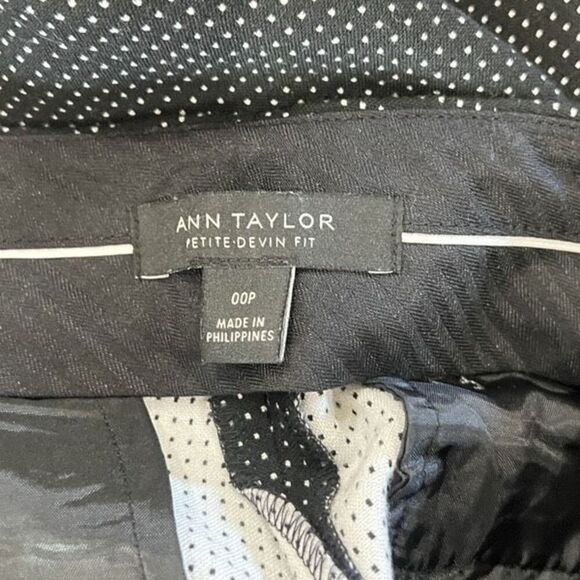 ANN TAYLOR
PETITE·DEVIN FIT
00P
MADE IN
PHILIPPINES